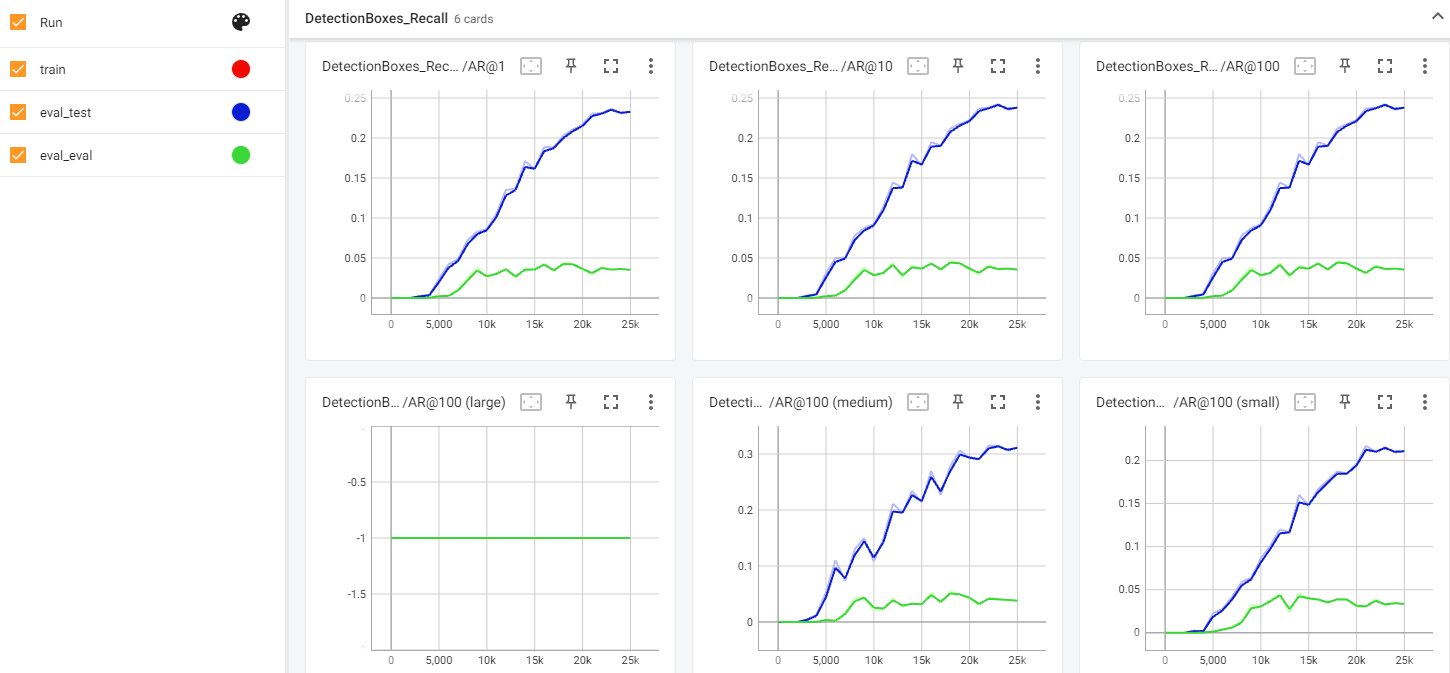 Run
train
eval_test
eval_eval
DetectionBoxes_Recall 6 cards
DetectionBoxes_Rec... /AR@1
0.25
0.2
0.15
0.1
0.05
0
0 5,000 10k 15k 20k 25k
DetectionBoxes_Re... /AR@10
0.25
0.2
0.15
0.1
0.05
0
0 5,000 10k 15k 20k 25k
DetectionBoxes_R... /AR@100
0.25
0.2
0.15
0.1
0.05
0
0 5,000 10k 15k 20k 25k
DetectionB... /AR@100 (large)
-0.5
-1
-1.5
0 5,000 10k 15k 20k 25k
Detecti... /AR@100 (medium)
0.3
0.2
0.1
0
0 5,000 10k 15k 20k 25k
Detection... /AR@100 (small)
0.2
0.15
0.1
0.05
0
0 5,000 10k 15k 20k 25k